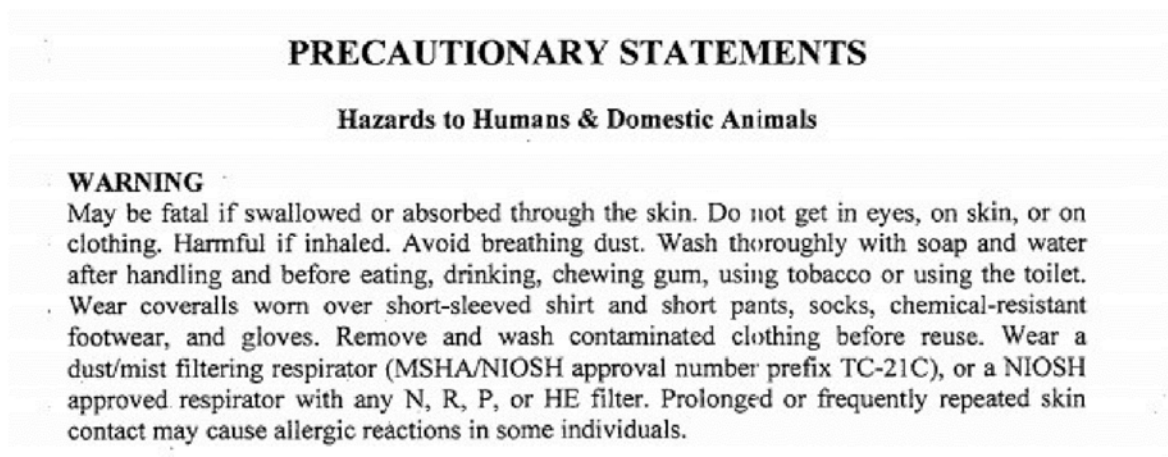 PRECAUTIONARY STATEMENTS
Hazards to Humans & Domestic Animals
WARNING
May be fatal if swallowed or absorbed through the skin. Do not get in eyes, on skin, or on
clothing. Harmful if inhaled. Avoid breathing dust. Wash thoroughly with soap and water
after handling and before eating, drinking, chewing gum, using tobacco or using the toilet.
Wear coveralls worn over short-sleeved shirt and short pants, socks, chemical-resistant
footwear, and gloves. Remove and wash contaminated clothing before reuse. Wear a
dust/mist filtering respirator (MSHA/NIOSH approval number prefix TC-21C), or a NIOSH
approved respirator with any N, R, P, or HE filter. Prolonged or frequently repeated skin
contact may cause allergic reactions in some individuals.